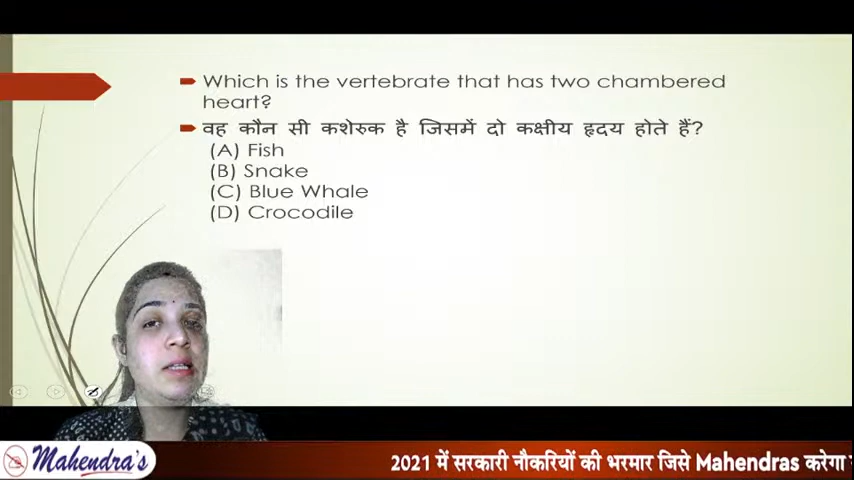 Which is the vertebrate that has two chambered
heart?
वह कौन सी कशेरुक है जिसमें दो कक्षीय हृदय होते हैं?
(A) Fish
(B) Snake
(C) Blue Whale
(D) Crocodile
Mahendra's
2021 में सरकारी नौकरियों की भरमार जिसे Mahendras करेगा